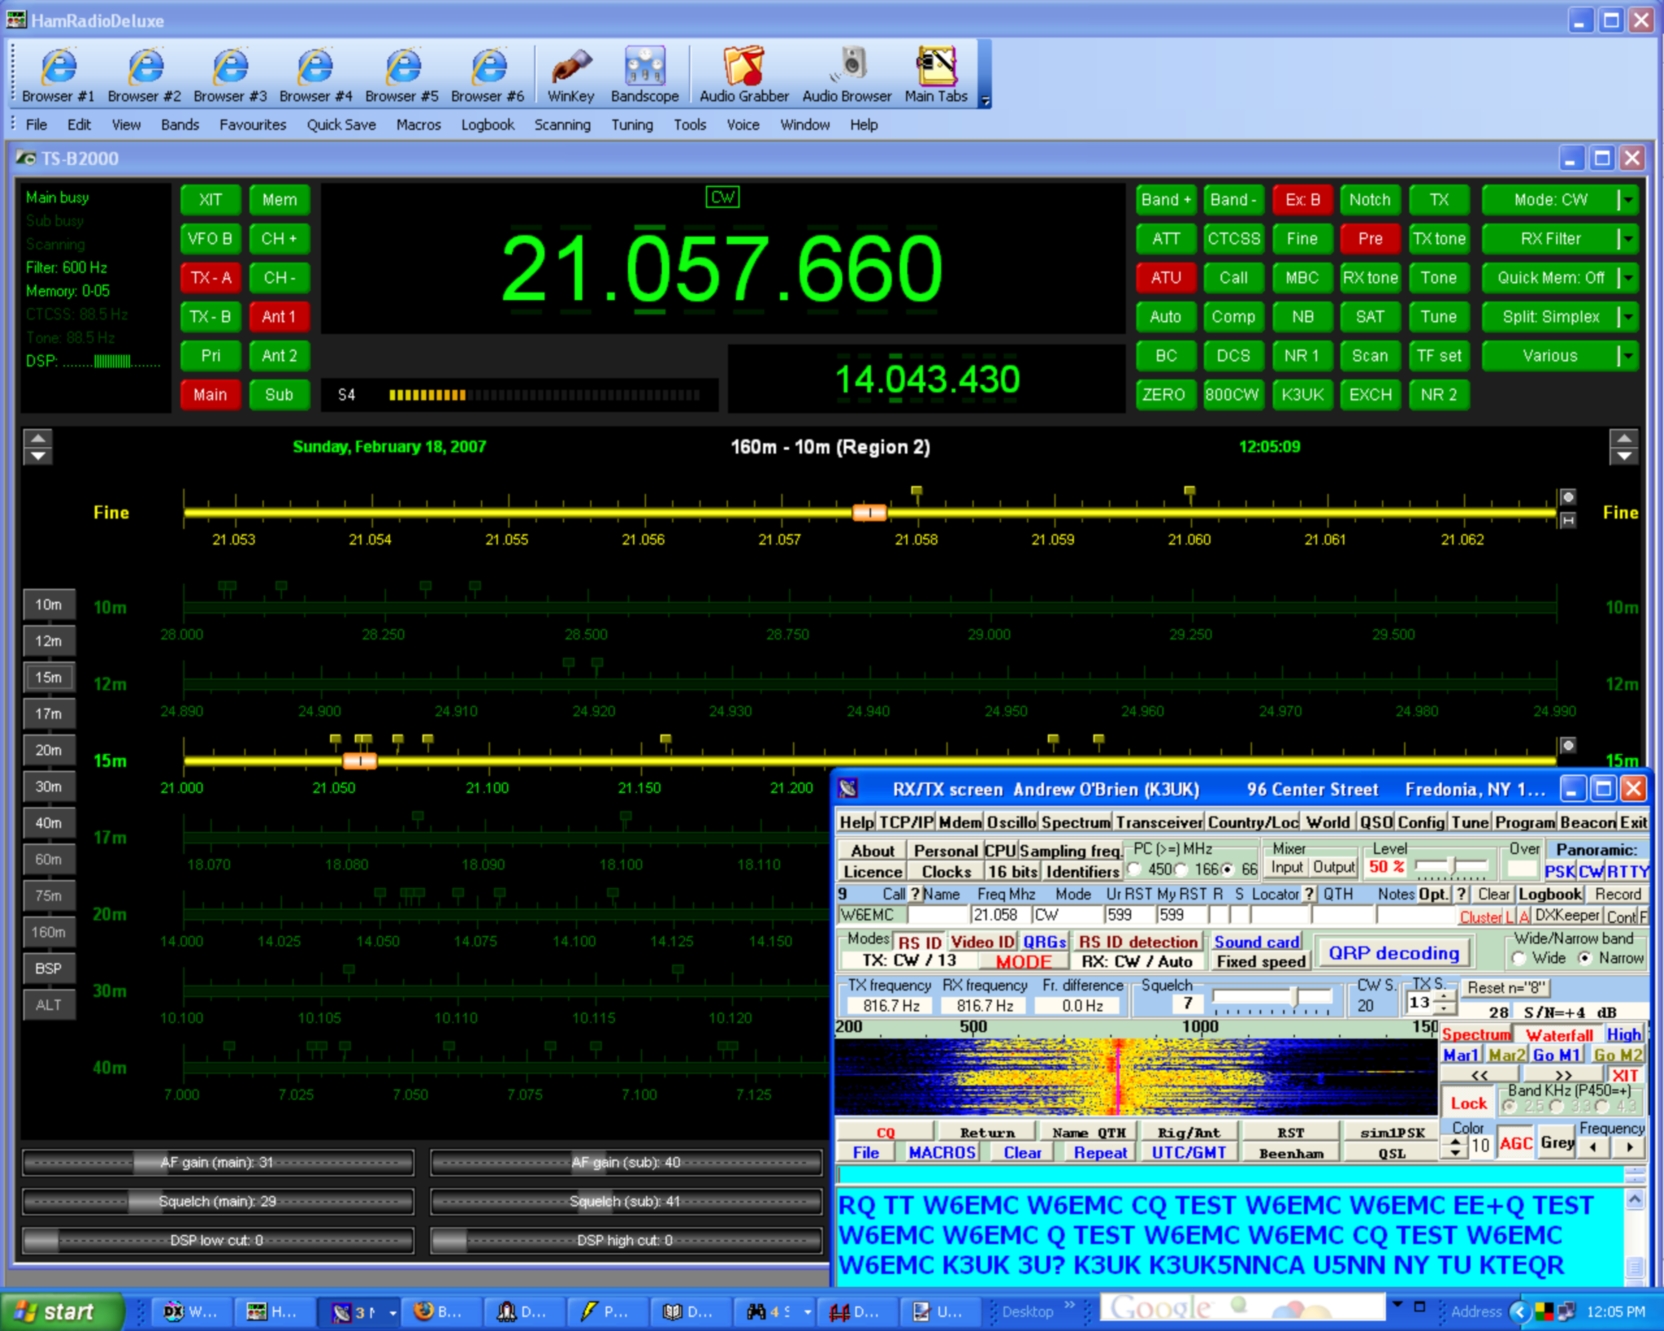 HamRadioDeluxe
Browser #1 Browser #2 Browser #3 Browser #4 Browser #5 Browser #6 WinKey Bandscope Audio Grabber Audio Browser Main Tabs
File Edit View Bands Favourites Quick Save Macros Logbook Scanning Tuning Tools Voice Window Help
TS-B2000
Main busy
Sub busy
Scanning
Filter: 600 Hz
Memory: 0-05
CTCSS: 88.5 Hz
Tone: 88.5 Hz
DSP:
XIT Mem
VFO B CH +
TX - A CH -
TX - B Ant 1
Pri Ant 2
Main Sub
CW
21.057.660
S4
14.043.430
Band + Band - Ex: B Notch TX Mode: CW
ATT CTCSS Fine Pre TX tone RX Filter
ATU Call MBC RX tone Tone Quick Mem: Off
Auto Comp NB SAT Tune Split: Simplex
BC DCS NR 1 Scan TF set Various
ZERO 800CW K3UK EXCH NR 2
Sunday, February 18, 2007 160m - 10m (Region 2) 12:05:09
Fine Fine
21.053 21.054 21.055 21.056 21.057 21.058 21.059 21.060 21.061 21.062
10m
12m
15m
17m
20m
30m
40m
60m
75m
160m
BSP
ALT
10m 10m
28.000 28.250 28.500 28.750 29.000 29.250 29.500
12m 12m
24.890 24.900 24.910 24.920 24.930 24.940 24.950 24.960 24.970 24.980 24.990
15m 15m
21.000 21.050 21.100 21.150 21.200
17m
18.070 18.080 18.090 18.100 18.110
20m
14.000 14.025 14.050 14.075 14.100 14.125 14.150
30m
10.100 10.105 10.110 10.115 10.120
40m
7.000 7.025 7.050 7.075 7.100 7.125
AF gain (main): 31 AF gain (sub): 40
Squelch (main): 29 Squelch (sub): 41
DSP low cut: 0 DSP high cut: 0
RX/TX screen Andrew O'Brien (K3UK) 96 Center Street Fredonia, NY 1...
Help TCP/IP Mdem Oscillo Spectrum Transceiver Country/Loc World QSO Config Tune Program Beacon Exit
About Personal CPU Sampling freq. PC (>=) MHz Mixer Level Over Panoramic:
Licence Clocks 16 bits Identifiers 450 166 66 Input Output 50 % PSK CW RTTY
9 Call ? Name Freq Mhz Mode Ur RST My RST R S Locator ? QTH Notes Opt. ? Clear Logbook Record
W6EMC 21.058 CW 599 599 Cluster L A DXKeeper Cont F
Modes RS ID Video ID QRGs RS ID detection Sound card QRP decoding Wide/Narrow band
TX: CW / 13 MODE RX: CW / Auto Fixed speed Wide Narrow
TX frequency RX frequency Fr. difference Squelch CW S. TX S. Reset n="8"
816.7 Hz 816.7 Hz 0.0 Hz 7 20 13 28 S/N=+4 dB
200 500 1000 150
Spectrum Waterfall High
Mar1 Mar2 Go M1 Go M2
<< >> XIT
Lock Band KHz (P450=+)
2.5 3.3 4.3
Color 10 AGC Grey Frequency
CQ Return Name QTH Rig/Ant RST sim1PSK
File MACROS Clear Repeat UTC/GMT Beenham QSL
RQ TT W6EMC W6EMC CQ TEST W6EMC W6EMC EE+Q TEST
W6EMC W6EMC Q TEST W6EMC W6EMC CQ TEST W6EMC
W6EMC K3UK 3U? K3UK K3UK5NNCA U5NN NY TU KTEQR
start W... H... B... D... P... D... D... U... Desktop » Google Address 12:05 PM